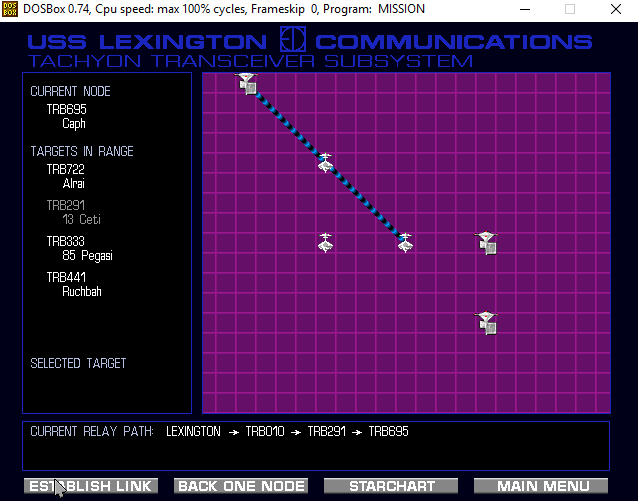 DOSBox 0.74, Cpu speed: max 100% cycles, Frameskip 0, Program: MISSION
USS LEXINGTON COMMUNICATIONS
TACHYON TRANSCEIVER SUBSYSTEM
CURRENT NODE
TRB695
Caph
TARGETS IN RANGE
TRB722
Alrai
TRB291
13 Ceti
TRB333
85 Pegasi
TRB441
Ruchbah
SELECTED TARGET
CURRENT RELAY PATH: LEXINGTON → TRB010 → TRB291 → TRB695
ESTABLISH LINK
BACK ONE NODE
STARCHART
MAIN MENU